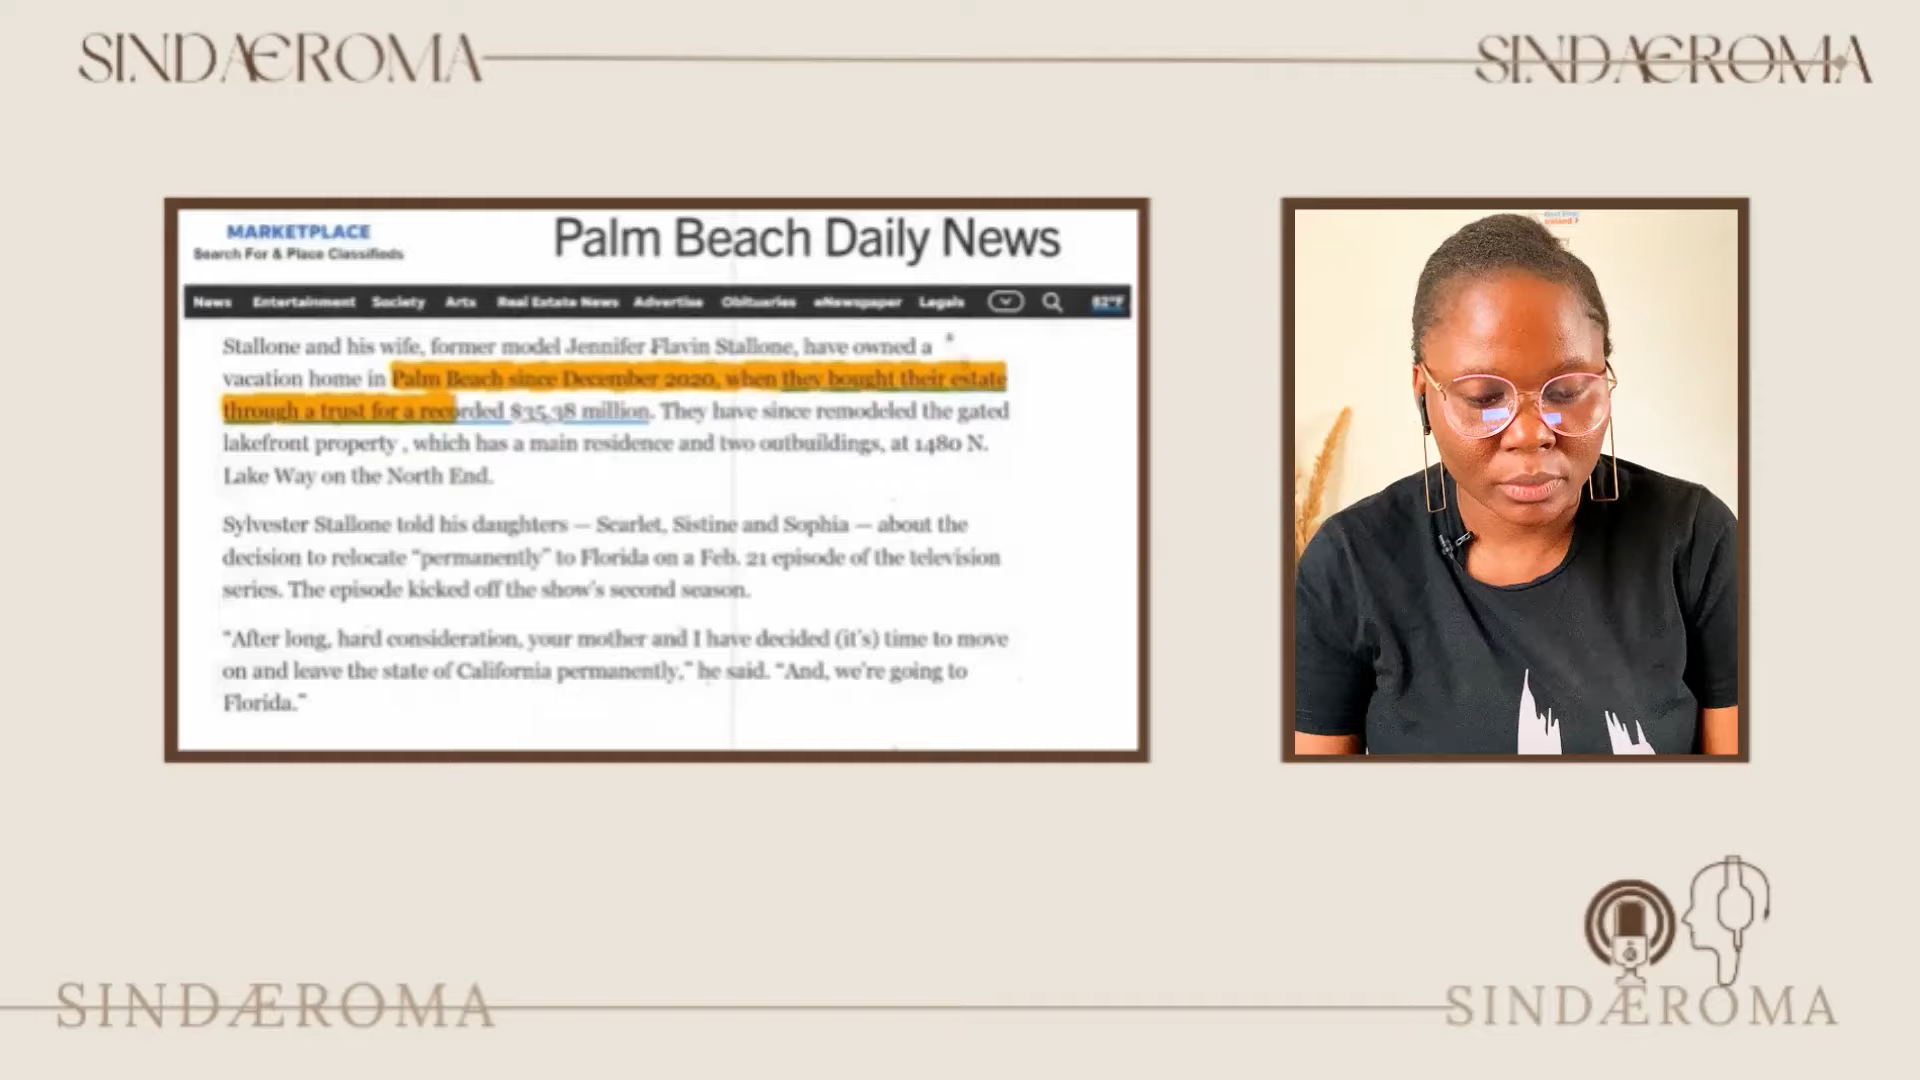 SINDÆROMA
SINDÆROMA
MARKETPLACE
Search For & Place Classifieds
Palm Beach Daily News
News Entertainment Society Arts Real Estate News Advertise Obituaries eNewspaper Legals 82°F
Stallone and his wife, former model Jennifer Flavin Stallone, have owned a
vacation home in Palm Beach since December 2020, when they bought their estate
through a trust for a recorded $35.38 million. They have since remodeled the gated
lakefront property , which has a main residence and two outbuildings, at 1480 N.
Lake Way on the North End.
Sylvester Stallone told his daughters — Scarlet, Sistine and Sophia — about the
decision to relocate “permanently” to Florida on a Feb. 21 episode of the television
series. The episode kicked off the show’s second season.
“After long, hard consideration, your mother and I have decided (it’s) time to move
on and leave the state of California permanently,” he said. “And, we’re going to
Florida.”
SINDÆROMA
SINDÆROMA